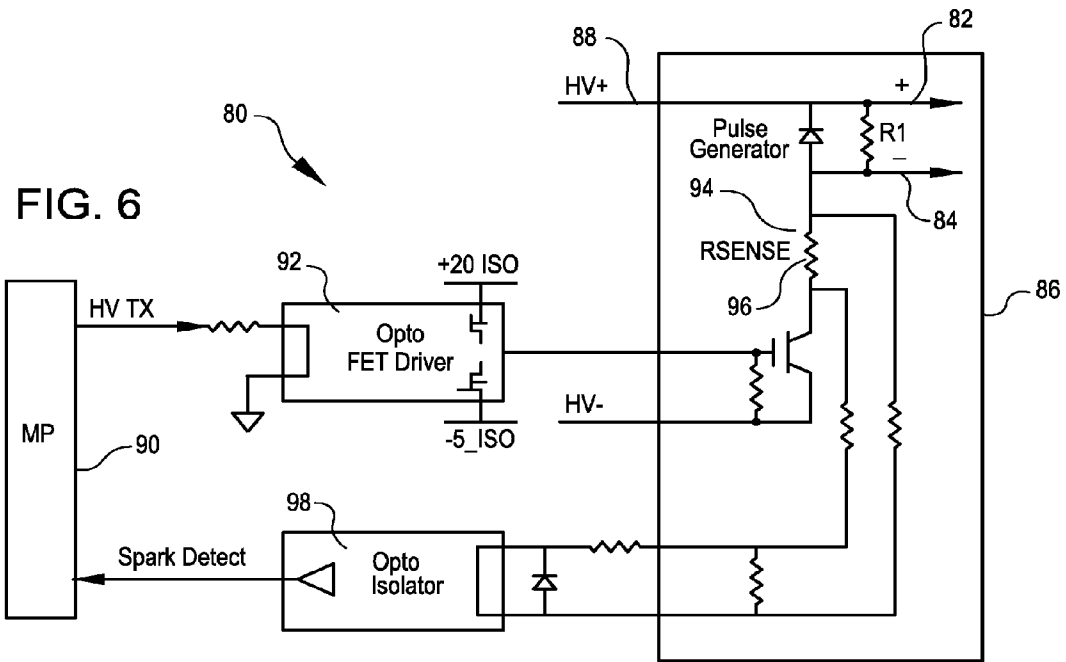 82
88
HV+
+
80
Pulse
Generator
R1
–
FIG. 6
94
84
92
+20 ISO
RSENSE
96
86
HV TX
Opto
FET Driver
HV-
-5_ISO
MP
90
98
Spark Detect
Opto
Isolator